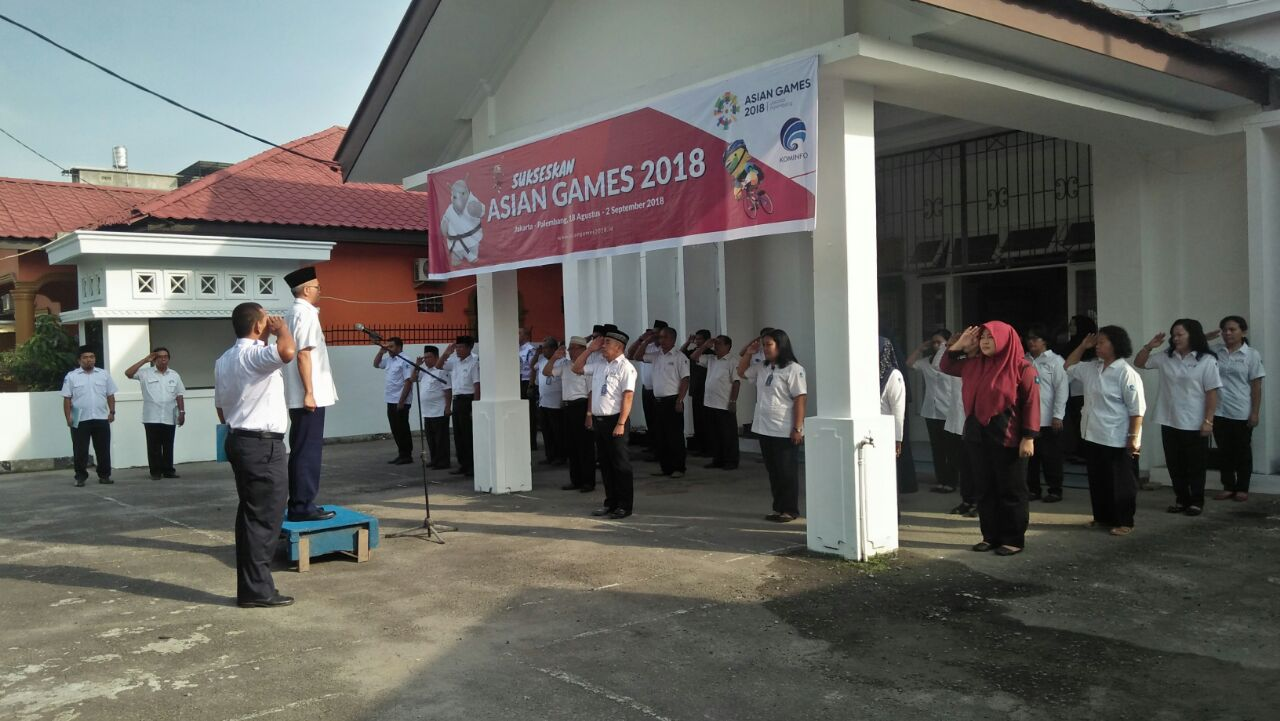 SUKSESKAN
ASIAN GAMES 2018
Jakarta - Palembang, 18 Agustus - 2 September 2018
ASIAN GAMES
2018
KOMINFO